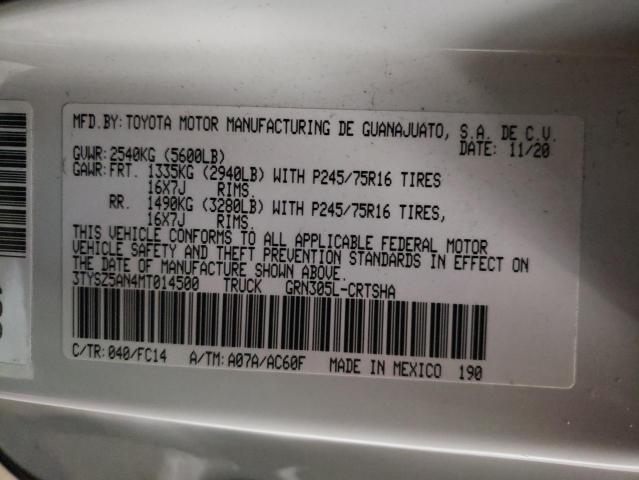 MFD.BY:TOYOTA MOTOR MANUFACTURING DE GUANAJUATO, S.A. DE C.V.
DATE: 11/20
GVWR:2540KG (5600LB)
GAWR:FRT. 1335KG (2940LB) WITH P245/75R16 TIRES
16X7J RIMS.
RR. 1490KG (3280LB) WITH P245/75R16 TIRES,
16X7J RIMS.
THIS VEHICLE CONFORMS TO ALL APPLICABLE FEDERAL MOTOR
VEHICLE SAFETY AND THEFT PREVENTION STANDARDS IN EFFECT ON
THE DATE OF MANUFACTURE SHOWN ABOVE.
3TYSZ5AN4MT014500 TRUCK GRN305L-CRTSHA
C/TR:040/FC14 A/TM:A07A/AC60F MADE IN MEXICO 190